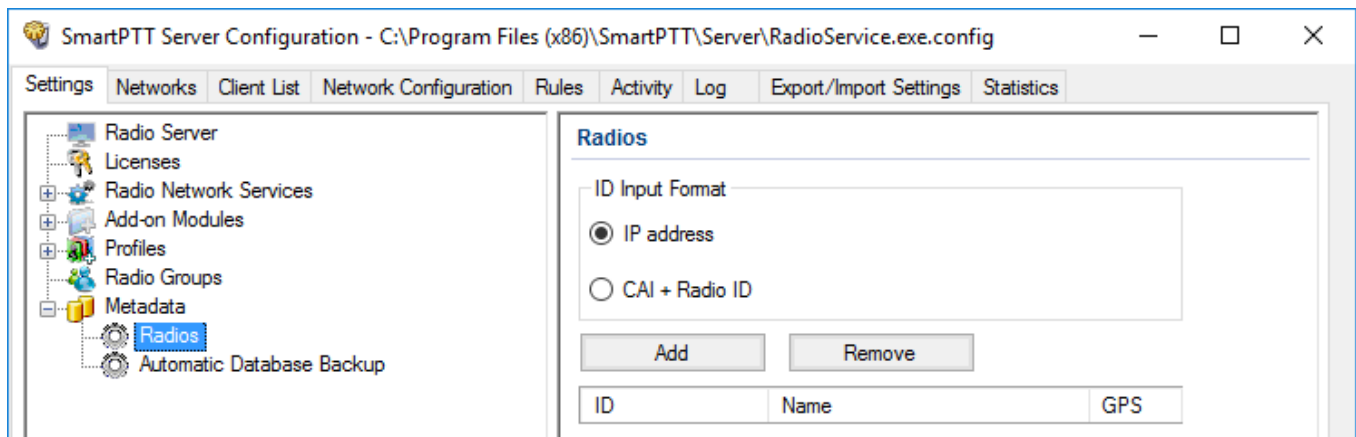 SmartPTT Server Configuration - C:\Program Files (x86)\SmartPTT\Server\RadioService.exe.config
Settings Networks Client List Network Configuration Rules Activity Log Export/Import Settings Statistics
Radio Server
Licenses
Radio Network Services
Add-on Modules
Profiles
Radio Groups
Metadata
Radios
Automatic Database Backup
Radios
ID Input Format
IP address
CAI + Radio ID
Add Remove
ID Name GPS